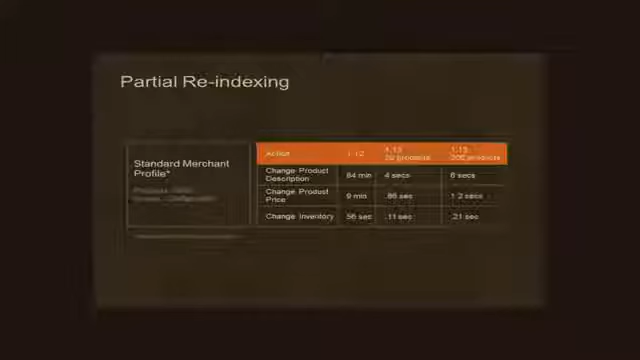 Partial Re-indexing
Standard Merchant
Profile*
Action 1.12 1.13 1.13
20 products 200 products
Change Product
Description 84 min 4 secs 6 secs
Change Product
Price 9 min .86 sec 1.2 secs
Change Inventory 56 sec .11 sec .21 sec